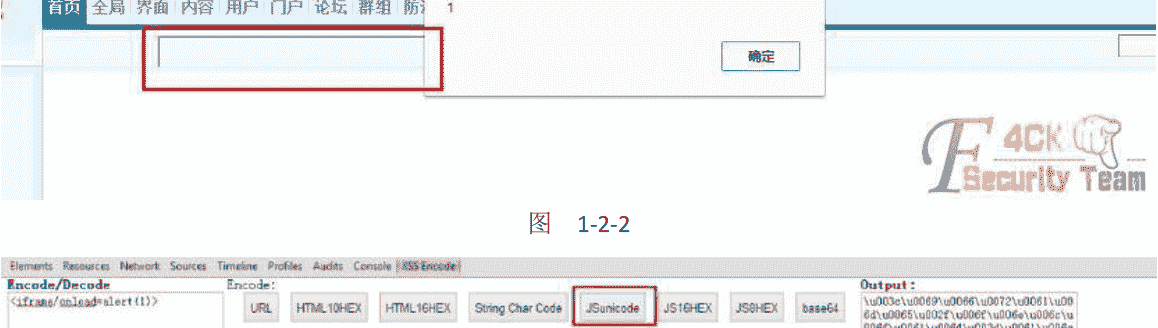 首页 全局 界面 内容 用户 门户 论坛 群组
1
确定
F4CK
Security Team
图 1-2-2
Elements Resources Network Sources Timeline Profiles Audits Console XSS Encode
Encode/Decode Encode: Output:
<iframe/onload=alert(1)>
URL HTML10HEX HTML16HEX String Char Code JSunicode JS16HEX JS8HEX base64
\u003c\u0069\u0066\u0072\u0061\u00
6d\u0065\u002f\u006f\u006e\u006c\u